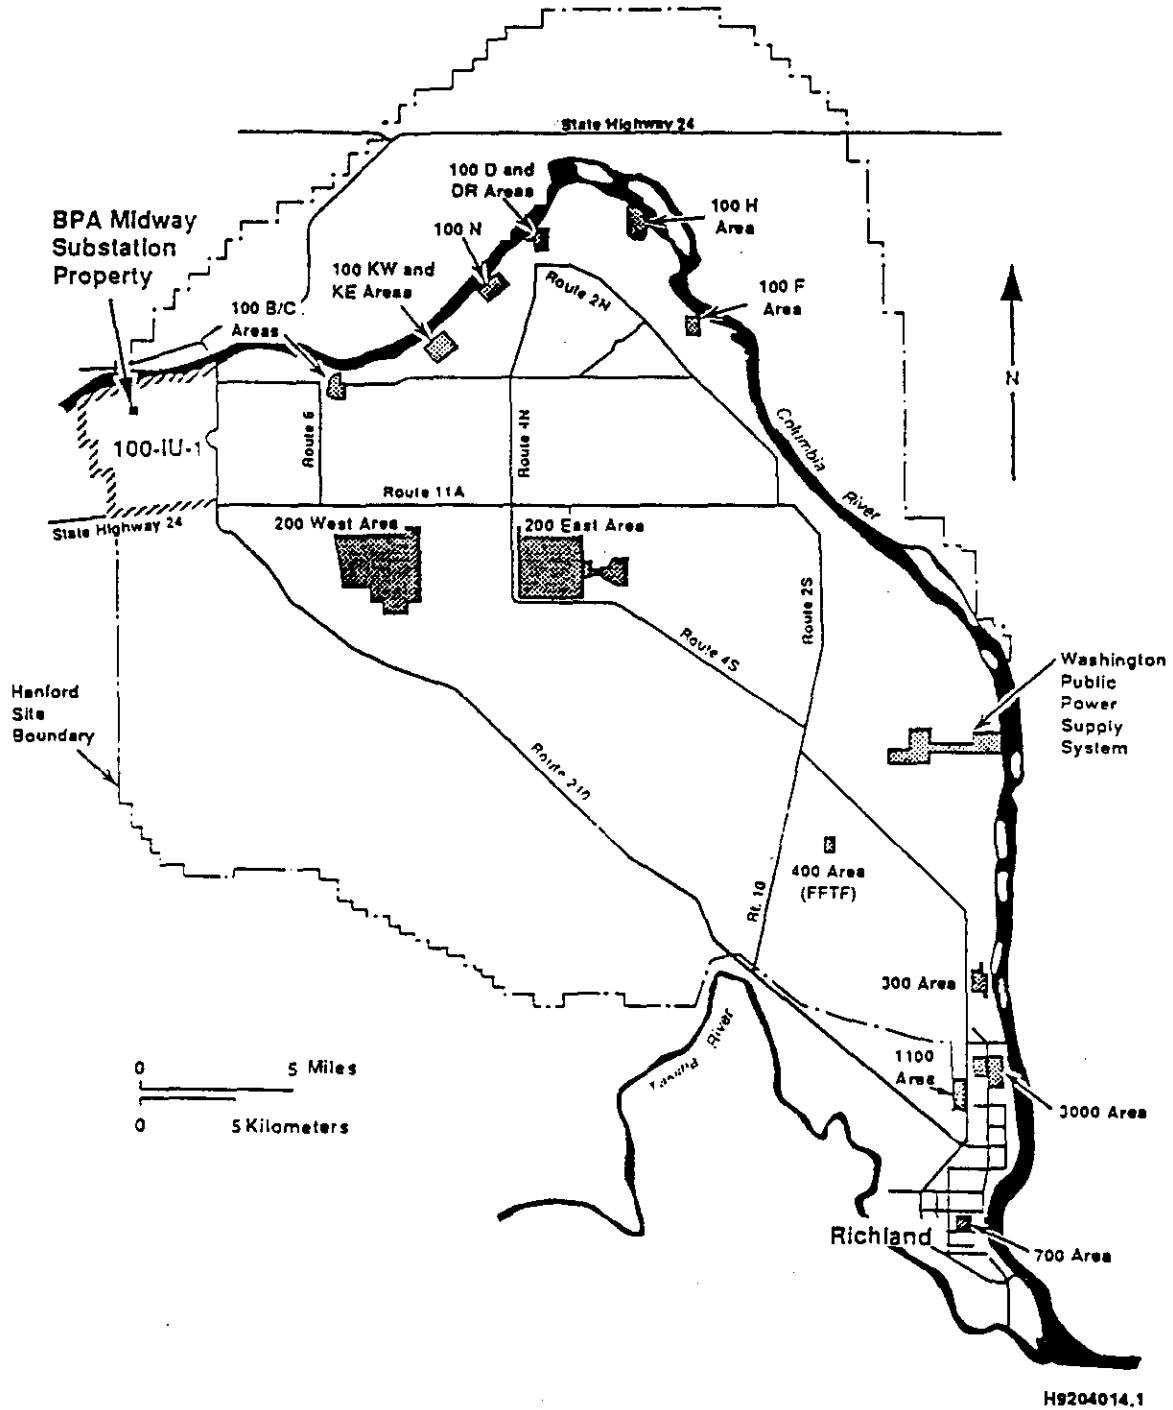 State Highway 24
100 D and
DR Areas
100 H
Area
BPA Midway
Substation
Property
100 N
100 KW and
KE Areas
Route 2N
100 F
Area
100 B/C
Areas
N
Route 6
Route 4N
Columbia
River
100-IU-1
Route 11A
State Highway 24
200 West Area
200 East Area
Route 2S
Route 4S
Washington
Public
Power
Supply
System
Hanford
Site
Boundary
Route
400 Area
(FFTF)
Rt. 10
300 Area
River
1100
Area
0 5 Miles
0 5 Kilometers
3000 Area
Richland
700 Area
H9204014.1